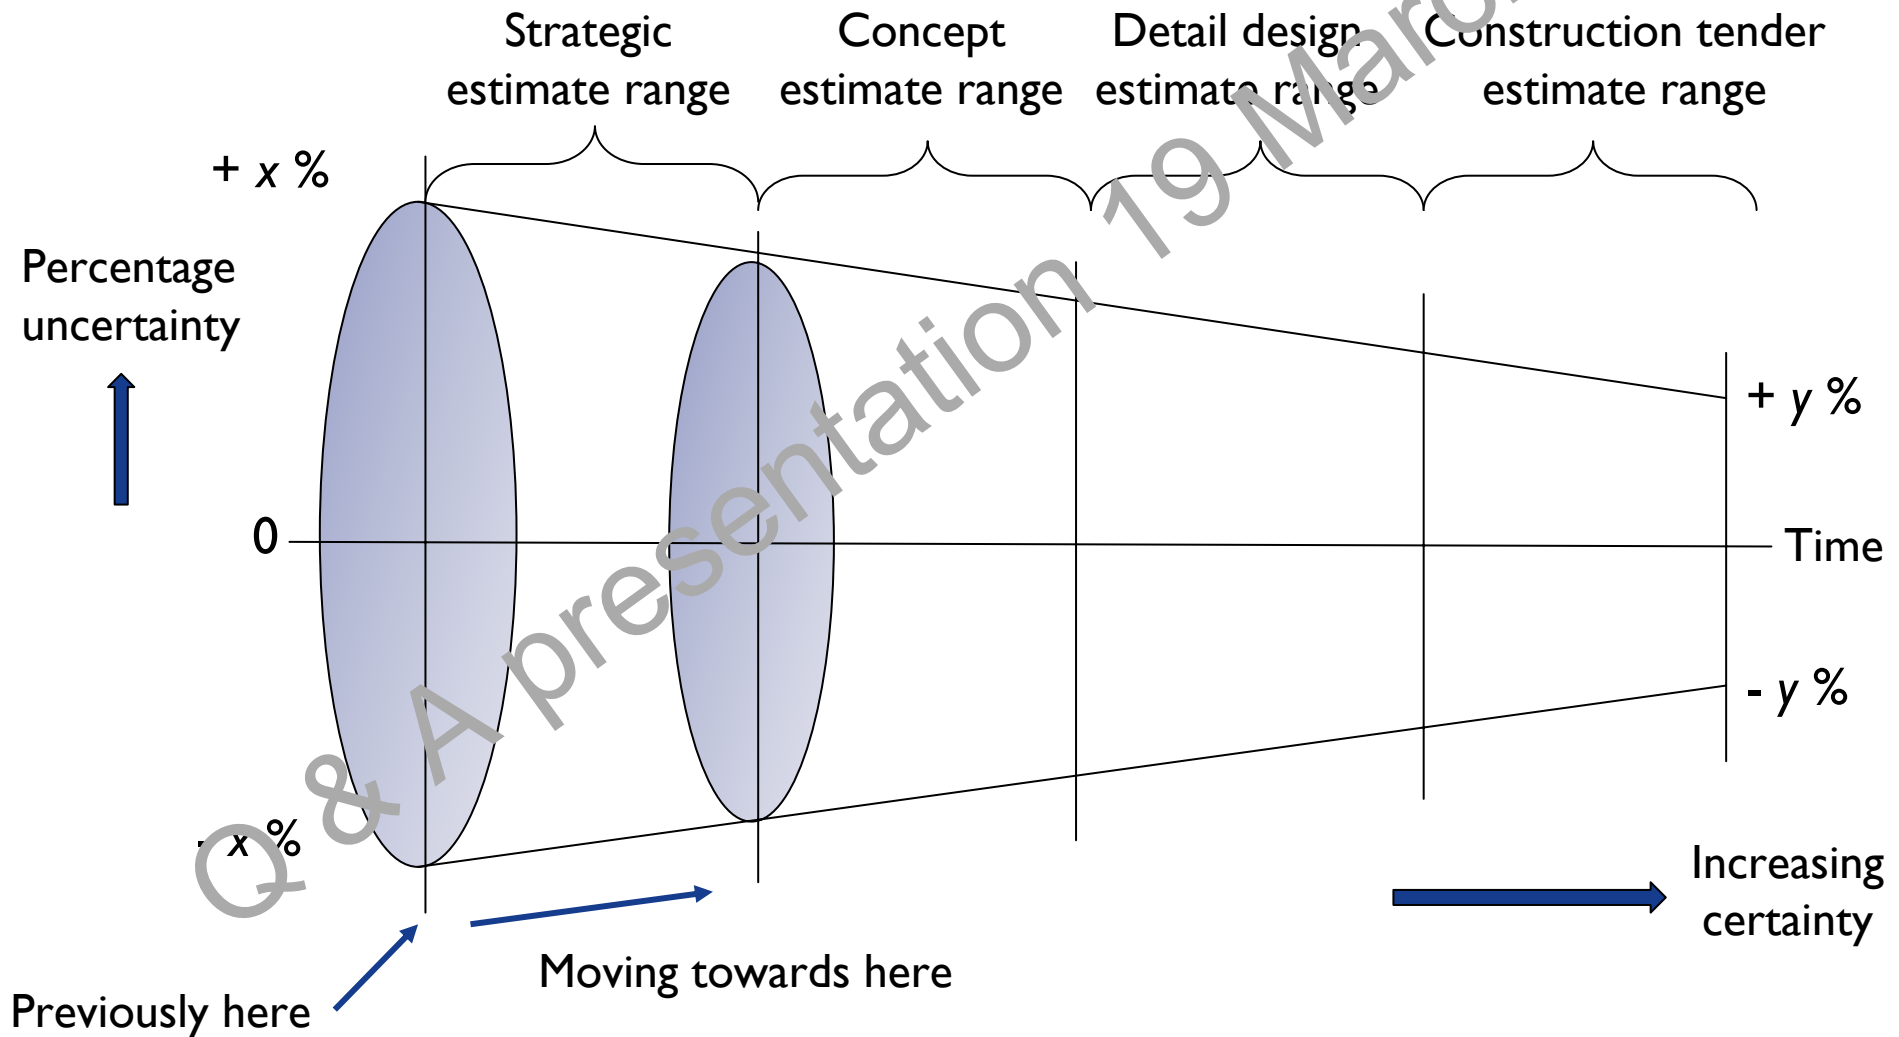 Strategic
estimate range
Concept
estimate range
Detail design
estimate range
Construction tender
estimate range
+ x %
Percentage
uncertainty
0
Time
+ y %
- y %
- x %
Increasing
certainty
Moving towards here
Previously here
Q & A presentation 19 March